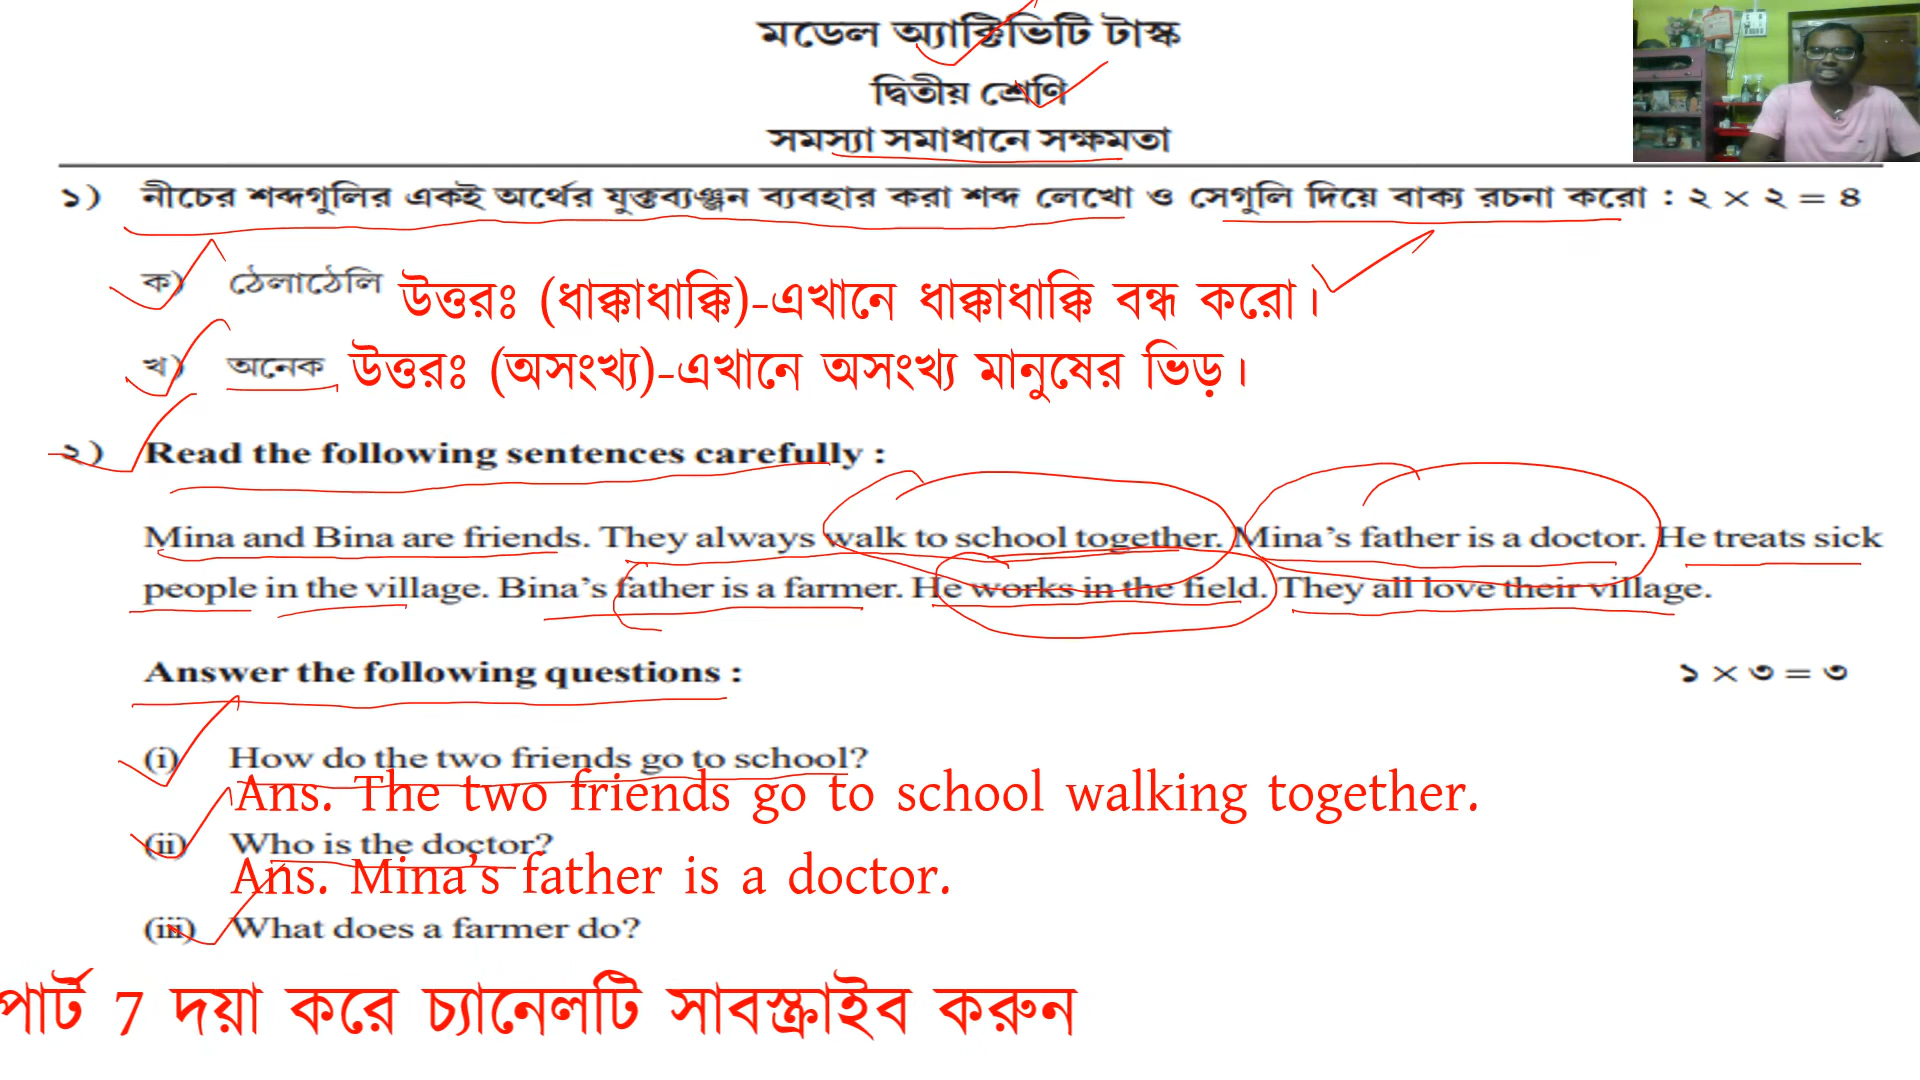 মডেল অ্যাক্টিভিটি টাস্ক
দ্বিতীয় শ্রেণি
সমস্যা সমাধানে সক্ষমতা
১) নীচের শব্দগুলির একই অর্থের যুক্তব্যঞ্জন ব্যবহার করা শব্দ লেখো ও সেগুলি দিয়ে বাক্য রচনা করো : ২ × ২ = ৪
ক) ঠেলাঠেলি উত্তরঃ (ধাক্কাধাক্কি)-এখানে ধাক্কাধাক্কি বন্ধ করো।
খ) অনেক উত্তরঃ (অসংখ্য)-এখানে অসংখ্য মানুষের ভিড়।
২) Read the following sentences carefully :
Mina and Bina are friends. They always walk to school together. Mina’s father is a doctor. He treats sick
people in the village. Bina’s father is a farmer. He works in the field. They all love their village.
Answer the following questions : ১ × ৩ = ৩
(i) How do the two friends go to school?
Ans. The two friends go to school walking together.
(ii) Who is the doctor?
Ans. Mina’s father is a doctor.
(iii) What does a farmer do?
পার্ট 7 দয়া করে চ্যানেলটি সাবস্ক্রাইব করুন